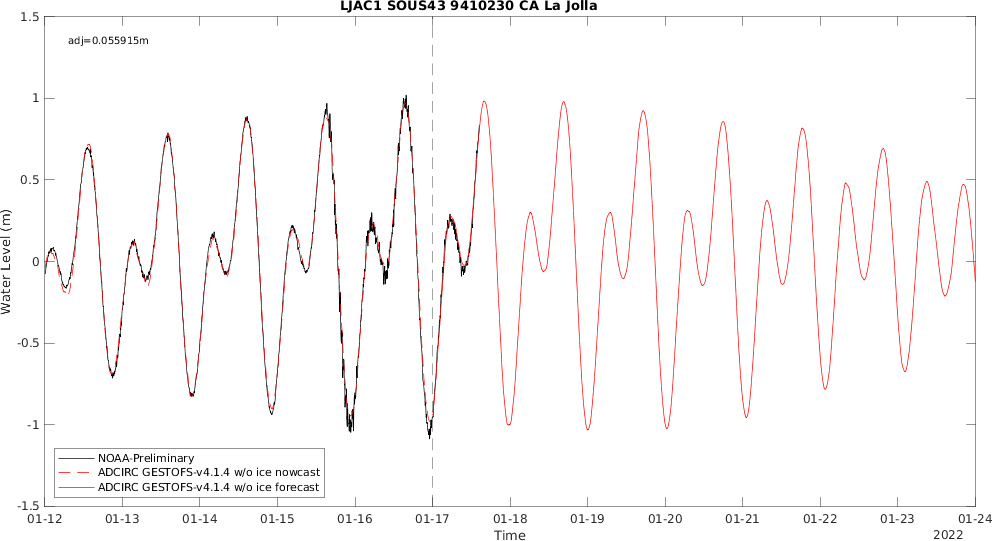 LJAC1 SOUS43 9410230 CA La Jolla
adj=0.055915m
1.5
1
0.5
0
-0.5
-1
-1.5
Water Level (m)
NOAA-Preliminary
ADCIRC GESTOFS-v4.1.4 w/o ice nowcast
ADCIRC GESTOFS-v4.1.4 w/o ice forecast
01-12 01-13 01-14 01-15 01-16 01-17 01-18 01-19 01-20 01-21 01-22 01-23 01-24
Time
2022